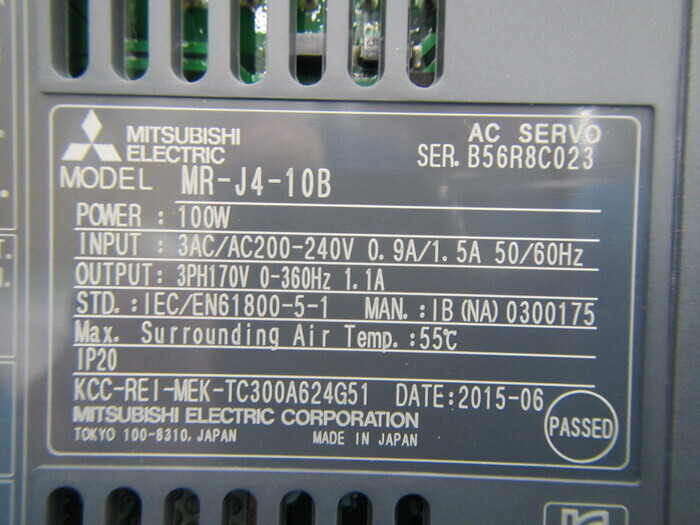 MITSUBISHI
ELECTRIC
AC SERVO
SER. B56R8C023
MODEL MR-J4-10B
POWER : 100W
INPUT : 3AC/AC200-240V 0.9A/1.5A 50/60Hz
OUTPUT: 3PH170V 0-360Hz 1.1A
STD.: IEC/EN61800-5-1 MAN.: IB(NA)0300175
Max. Surrounding Air Temp.:55℃
IP20
KCC-REI-MEK-TC300A624G51 DATE:2015-06
MITSUBISHI ELECTRIC CORPORATION
TOKYO 100-8310, JAPAN MADE IN JAPAN
PASSED